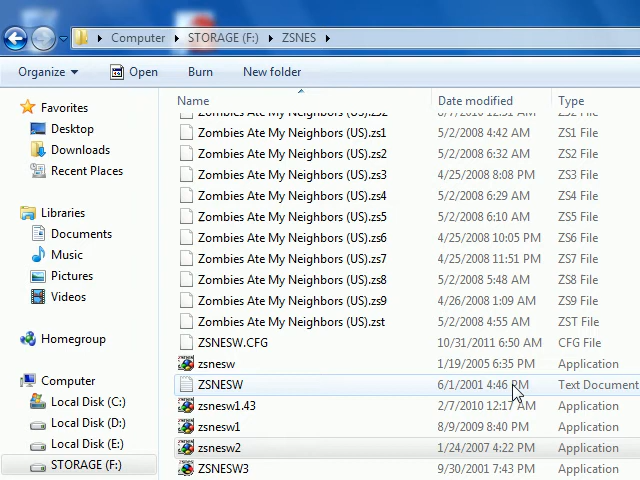 Computer STORAGE (F:) ZSNES
Organize Open Burn New folder
Name Date modified Type
Favorites
Desktop
Downloads
Recent Places
Libraries
Documents
Music
Pictures
Videos
Homegroup
Computer
Local Disk (C:)
Local Disk (D:)
Local Disk (E:)
STORAGE (F:)
Zombies Ate My Neighbors (US).zs1 5/2/2008 4:42 AM ZS1 File
Zombies Ate My Neighbors (US).zs2 5/2/2008 6:32 AM ZS2 File
Zombies Ate My Neighbors (US).zs3 4/25/2008 8:08 PM ZS3 File
Zombies Ate My Neighbors (US).zs4 5/2/2008 6:29 AM ZS4 File
Zombies Ate My Neighbors (US).zs5 5/2/2008 6:10 AM ZS5 File
Zombies Ate My Neighbors (US).zs6 4/25/2008 10:05 PM ZS6 File
Zombies Ate My Neighbors (US).zs7 4/25/2008 11:51 PM ZS7 File
Zombies Ate My Neighbors (US).zs8 5/2/2008 5:48 AM ZS8 File
Zombies Ate My Neighbors (US).zs9 4/26/2008 1:09 AM ZS9 File
Zombies Ate My Neighbors (US).zst 5/2/2008 4:48 AM ZST File
ZSNESW.CFG 10/31/2011 6:50 AM CFG File
zsnesw 1/19/2005 6:35 PM Application
ZSNESW 6/1/2001 4:46 PM Text Document
zsnesw1.43 2/7/2010 12:17 AM Application
zsnesw1 8/9/2009 8:40 PM Application
zsnesw2 1/24/2007 4:22 PM Application
ZSNESW3 9/30/2001 7:43 PM Application